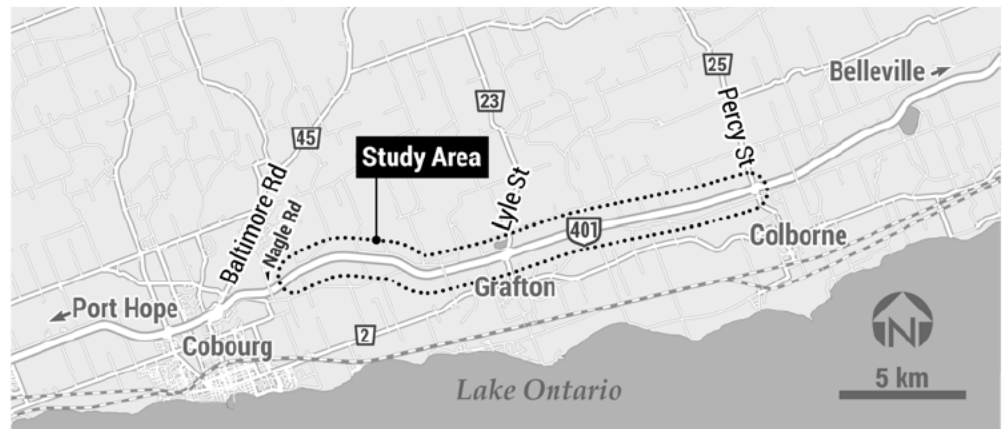 25
Belleville
23
Percy St
45
Study Area
Baltimore Rd
Nagle Rd
Lyle St
401
Colborne
Grafton
Port Hope
2
Cobourg
N
5 km
Lake Ontario